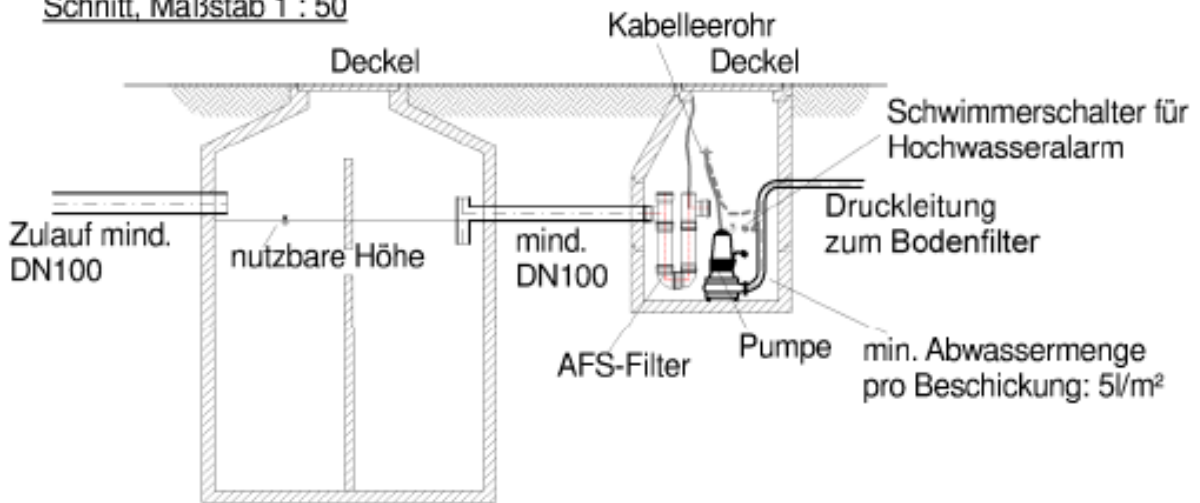 Schnitt, Maßstab 1 : 50
Kabelleerohr
Deckel
Deckel
Schwimmerschalter für
Hochwasseralarm
Zulauf mind.
DN100
nutzbare Höhe
mind.
DN100
Druckleitung
zum Bodenfilter
AFS-Filter
Pumpe
min. Abwassermenge
pro Beschickung: 5l/m²